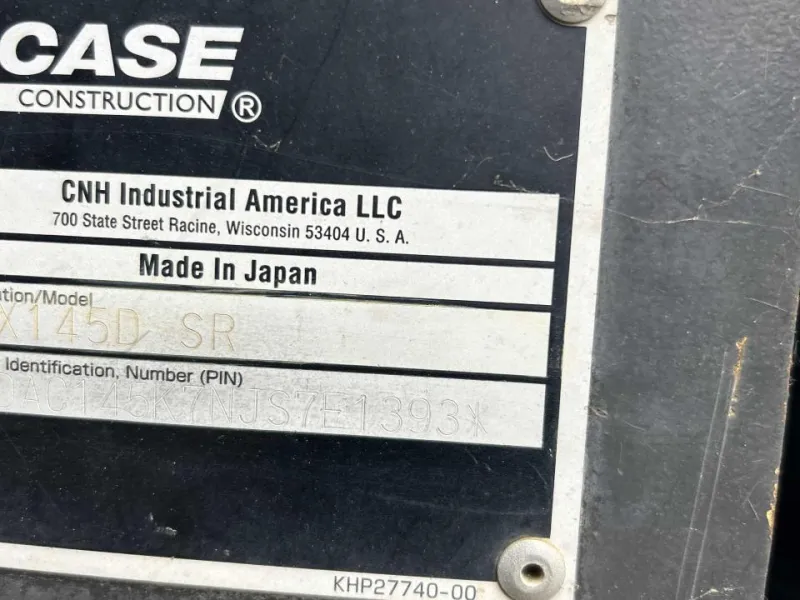 CASE
CONSTRUCTION ®
CNH Industrial America LLC
700 State Street Racine, Wisconsin 53404 U. S. A.
Made In Japan
ation/Model
X145D SR
Identification, Number (PIN)
DAC145K7NJS7E1393*
KHP27740-00